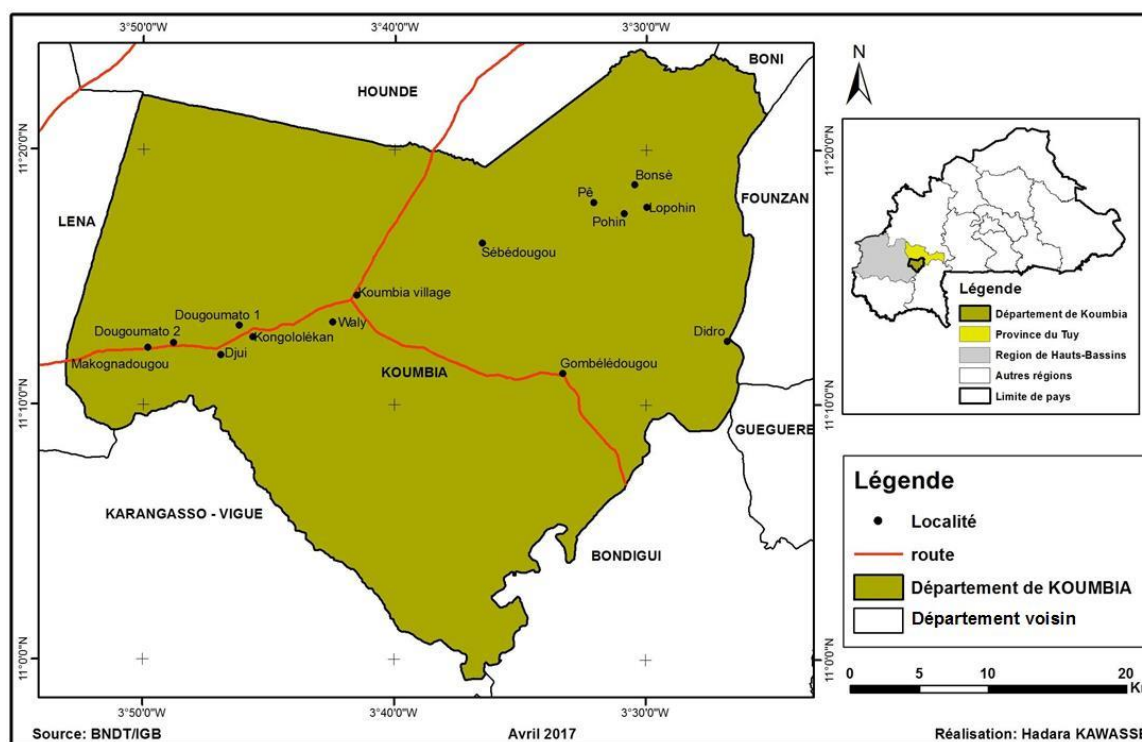 3°50'0"W 3°40'0"W 3°30'0"W
BONI
HOUNDE
N
11°20'0"N 11°20'0"N
Bonsé
Pê
Lopohin
Pohin
LENA
FOUNZAN
Sébédougou
Koumbia village
Dougoumato 1
Waly
Dougoumato 2
Kongololékan
Didro
Makognadougou
Djui
Gombélédougou
KOUMBIA
11°10'0"N 11°10'0"N
GUEGUERE
KARANGASSO - VIGUE
BONDIGUI
11°0'0"N 11°0'0"N
3°50'0"W 3°40'0"W 3°30'0"W
Source: BNDT/IGB Avril 2017 Réalisation: Hadara KAWASSE
Légende
Département de Koumbia
Province du Tuy
Region de Hauts-Bassins
Autres régions
Limite de pays
Légende
Localité
route
Département de KOUMBIA
Département voisin
0 5 10 20